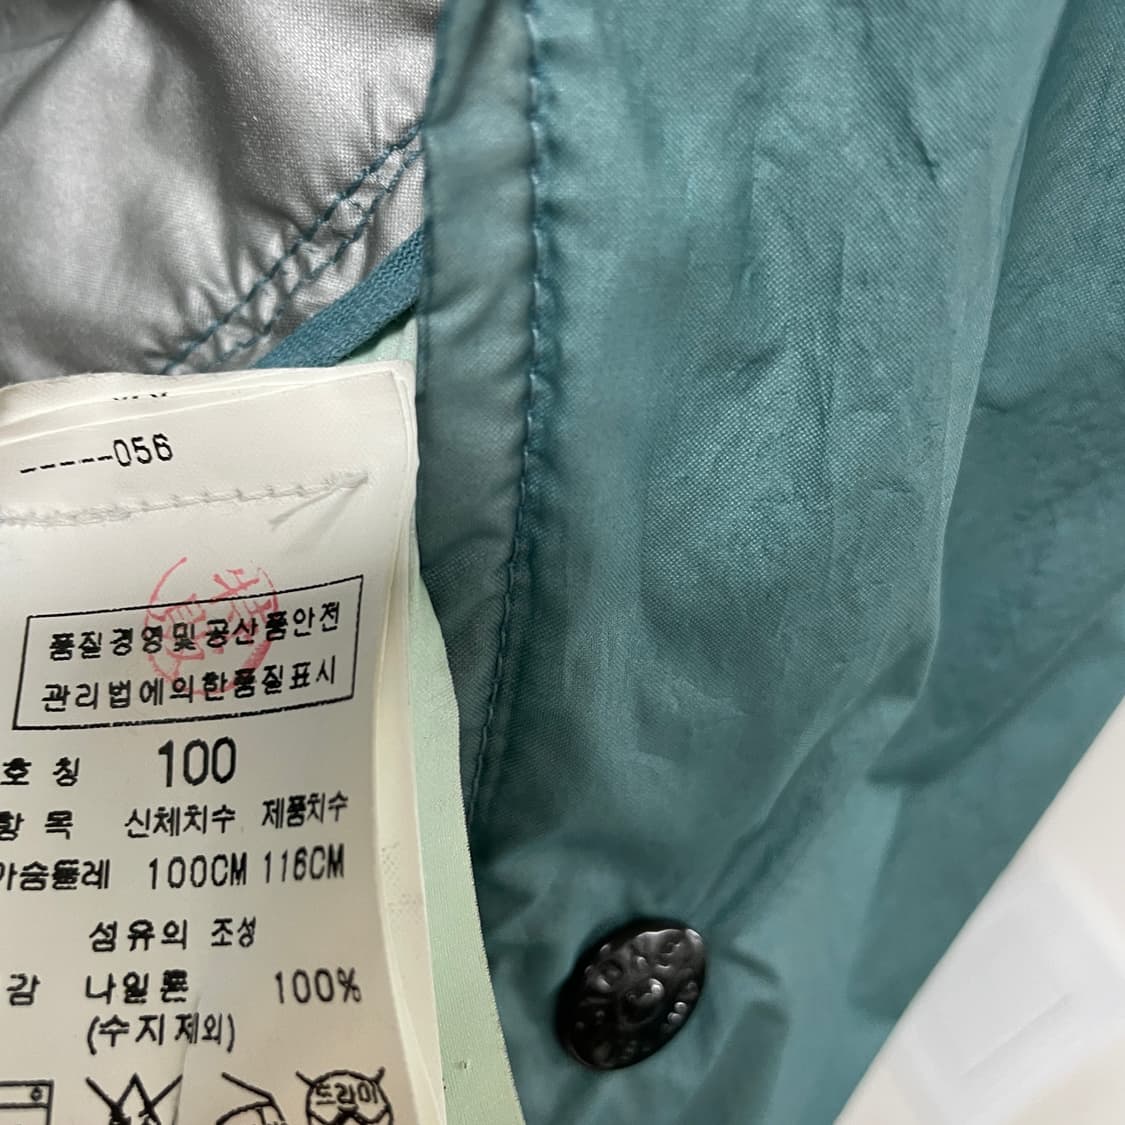 -----056
품질경영및공산품안전
관리법에의한품질표시
호 칭 100
항 목 신체치수 제품치수
가슴둘레 100CM 116CM
섬유의 조성
감 나일론 100%
(수지제외)
드라이